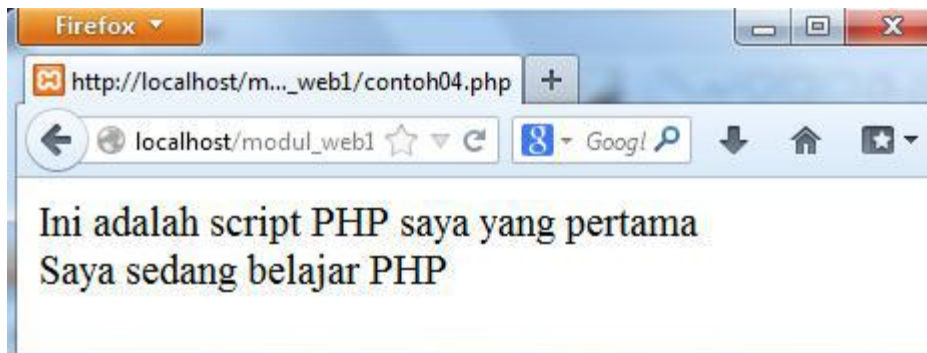 Firefox
http://localhost/m..._web1/contoh04.php
localhost/modul_web1
Googl
Ini adalah script PHP saya yang pertama
Saya sedang belajar PHP